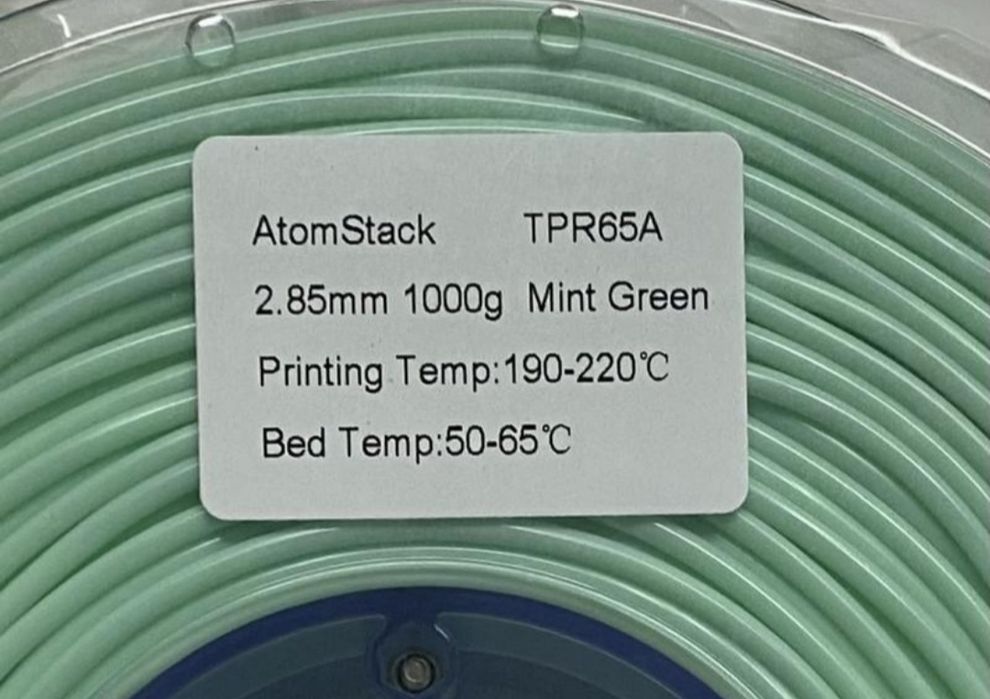 AtomStack TPR65A
2.85mm 1000g Mint Green
Printing Temp:190-220℃
Bed Temp:50-65℃